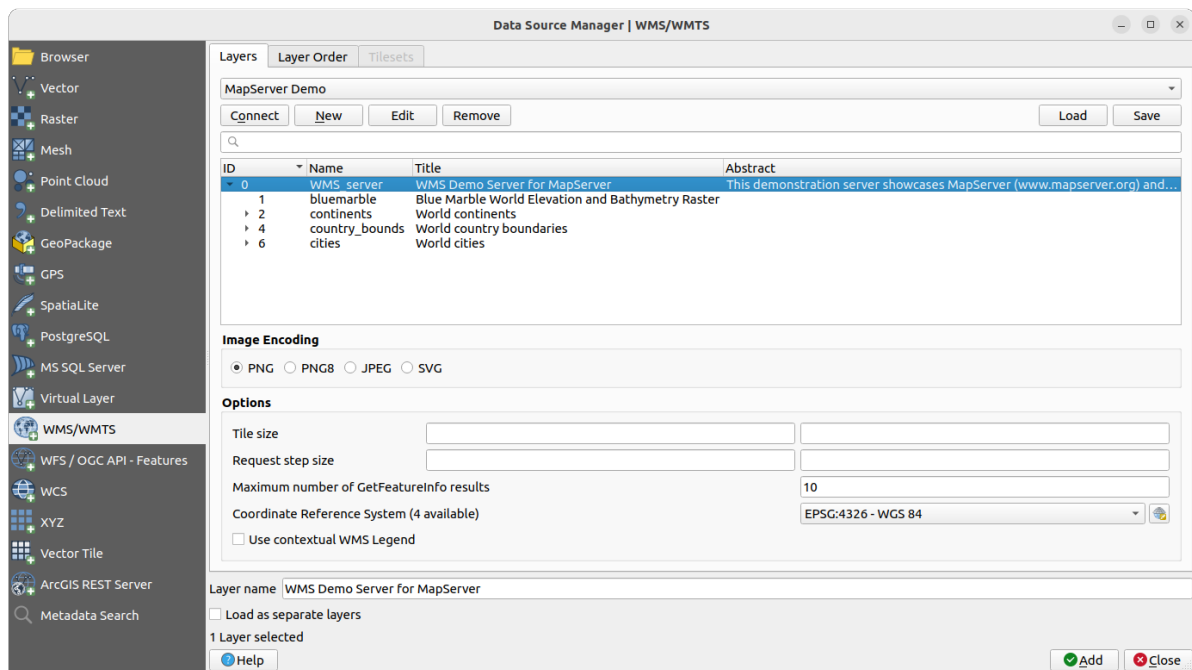 Data Source Manager | WMS/WMTS
Browser
Vector
Raster
Mesh
Point Cloud
Delimited Text
GeoPackage
GPS
SpatiaLite
PostgreSQL
MS SQL Server
Virtual Layer
WMS/WMTS
WFS / OGC API - Features
WCS
XYZ
Vector Tile
ArcGIS REST Server
Metadata Search
Layers Layer Order Tilesets
MapServer Demo
Connect New Edit Remove Load Save
ID Name Title Abstract
0 WMS_server WMS Demo Server for MapServer This demonstration server showcases MapServer (www.mapserver.org) and...
1 bluemarble Blue Marble World Elevation and Bathymetry Raster
2 continents World continents
4 country_bounds World country boundaries
6 cities World cities
Image Encoding
PNG PNG8 JPEG SVG
Options
Tile size
Request step size
Maximum number of GetFeatureInfo results 10
Coordinate Reference System (4 available) EPSG:4326 - WGS 84
Use contextual WMS Legend
Layer name WMS Demo Server for MapServer
Load as separate layers
1 Layer selected
Help Add Close